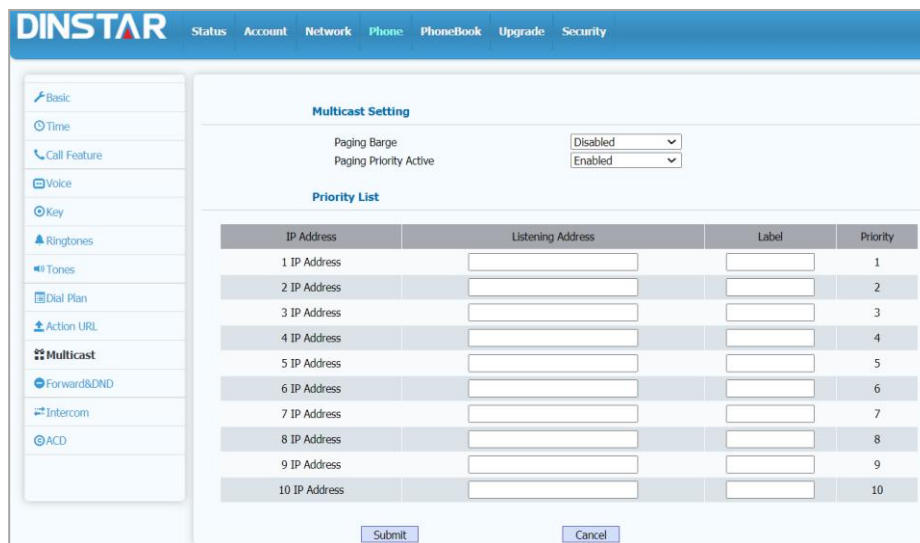 DINSTAR
Status Account Network Phone PhoneBook Upgrade Security
Basic
Time
Call Feature
Voice
Key
Ringtones
Tones
Dial Plan
Action URL
Multicast
Forward&DND
Intercom
ACD
Multicast Setting
Paging Barge Disabled
Paging Priority Active Enabled
Priority List
IP Address Listening Address Label Priority
1 IP Address 1
2 IP Address 2
3 IP Address 3
4 IP Address 4
5 IP Address 5
6 IP Address 6
7 IP Address 7
8 IP Address 8
9 IP Address 9
10 IP Address 10
Submit Cancel